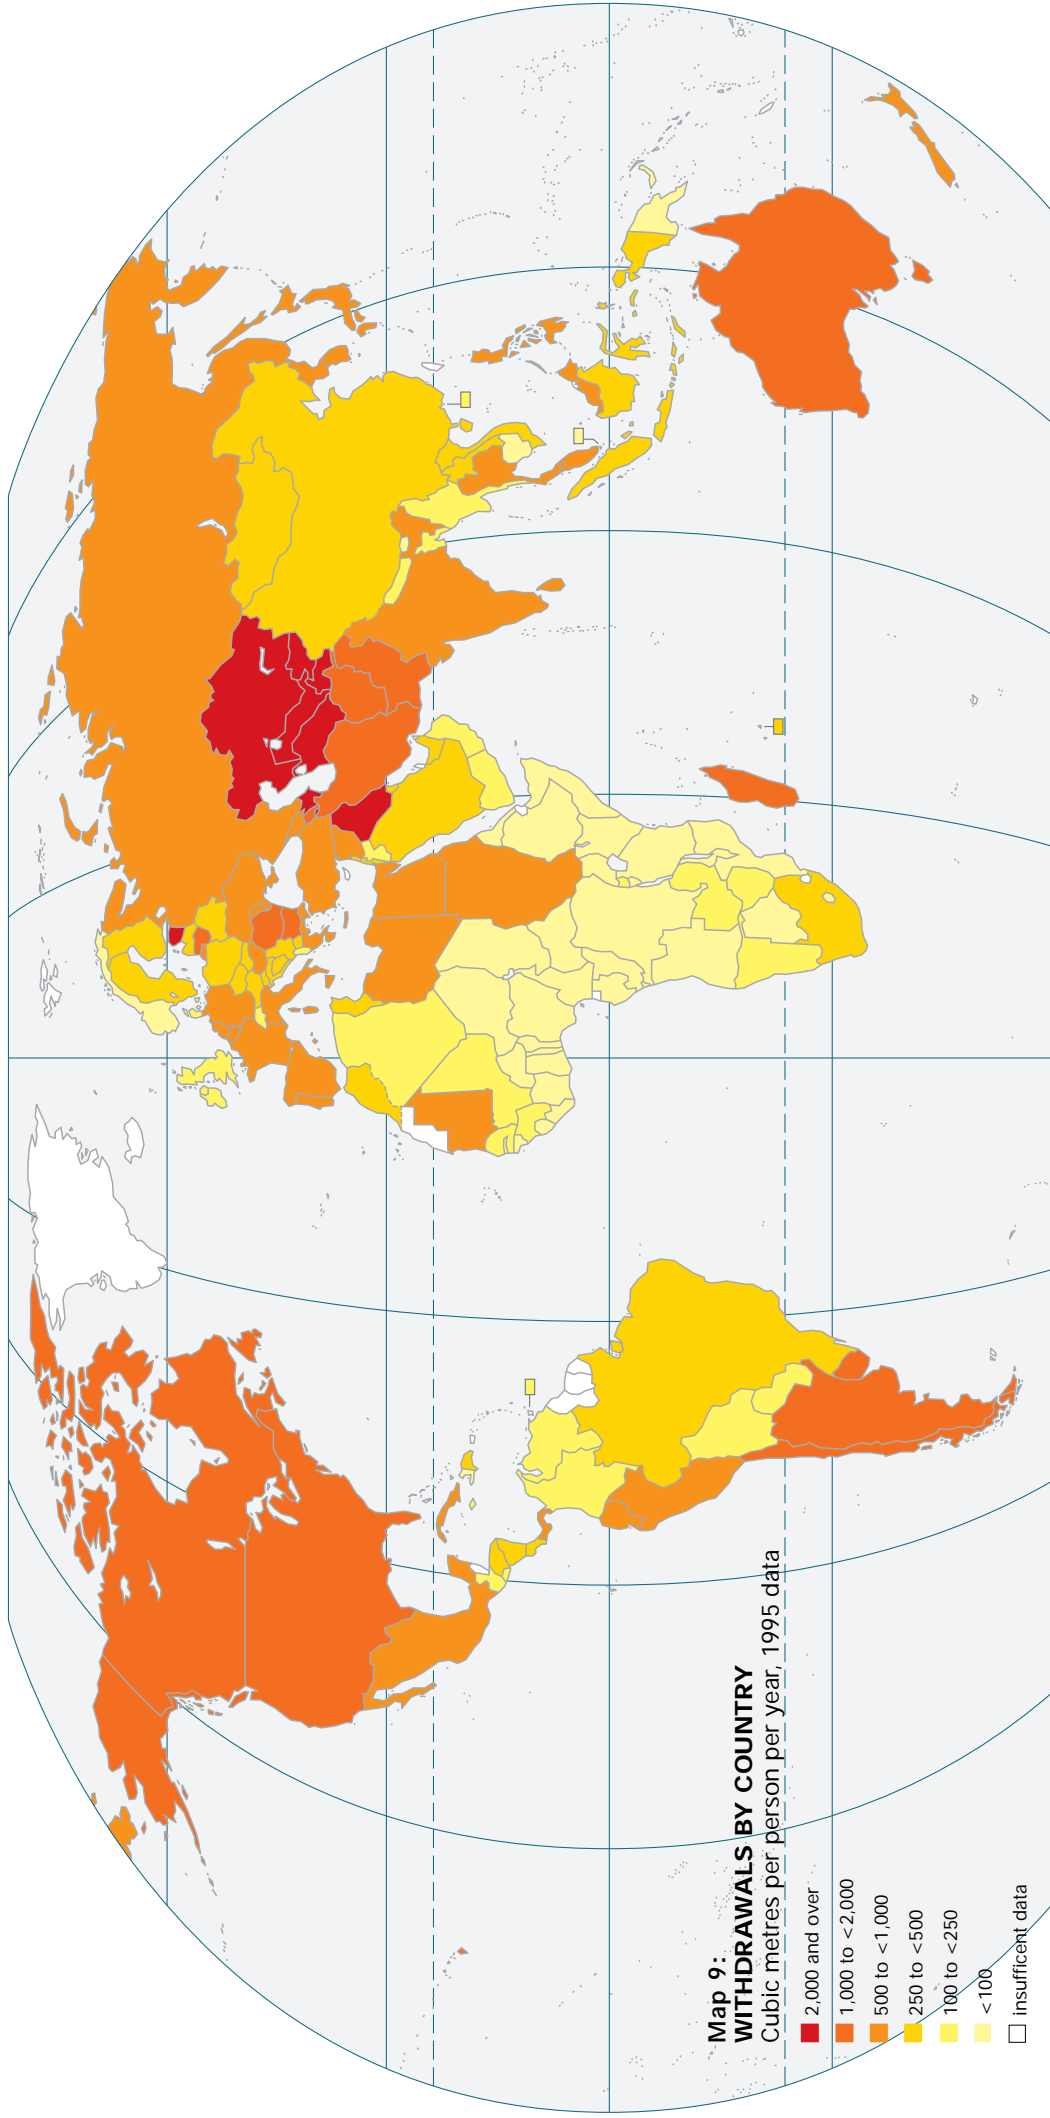 Map 9:
WITHDRAWALS BY COUNTRY
Cubic metres per person per year, 1995 data
2,000 and over
1,000 to <2,000
500 to <1,000
250 to <500
100 to <250
<100
insufficent data